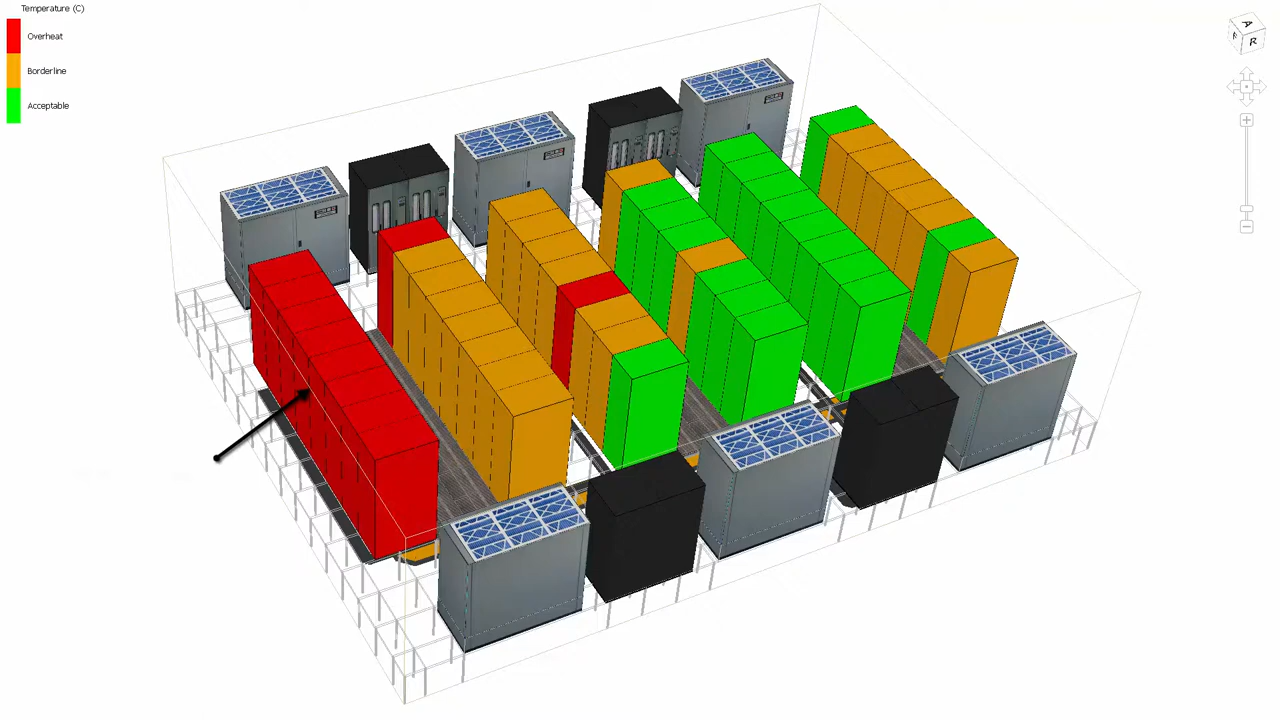 Temperature (C)
Overheat
Borderline
Acceptable
A
R